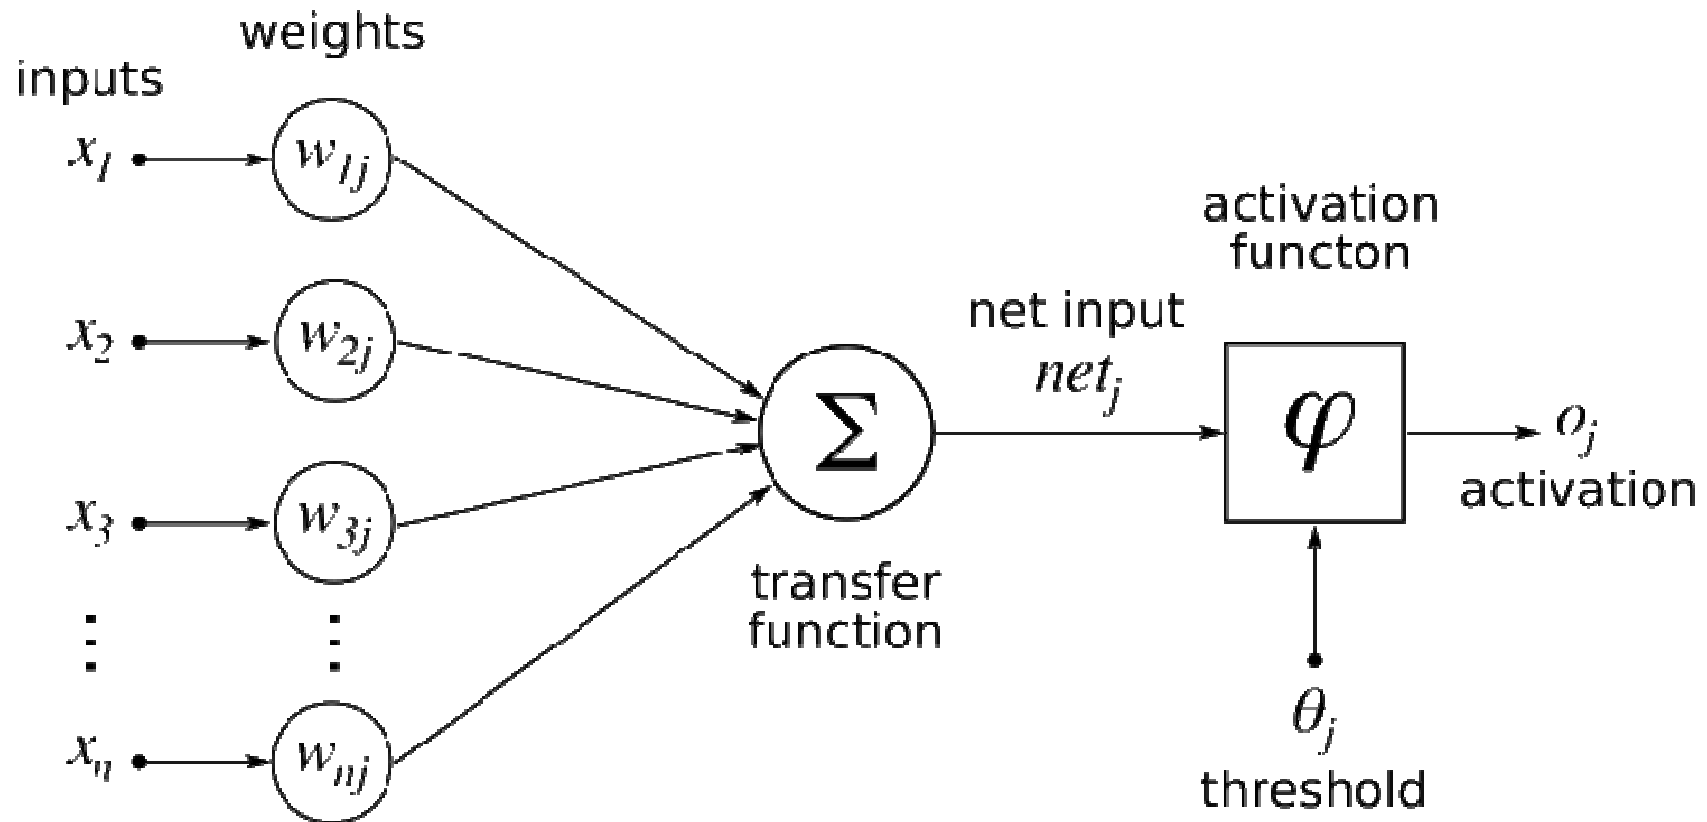 weights
inputs
x₁
w₁ⱼ
x₂
w₂ⱼ
x₃
w₃ⱼ
⋮
⋮
xₙ
wₙⱼ
Σ
transfer
function
net input
netⱼ
activation
functon
φ
oⱼ
activation
θⱼ
threshold